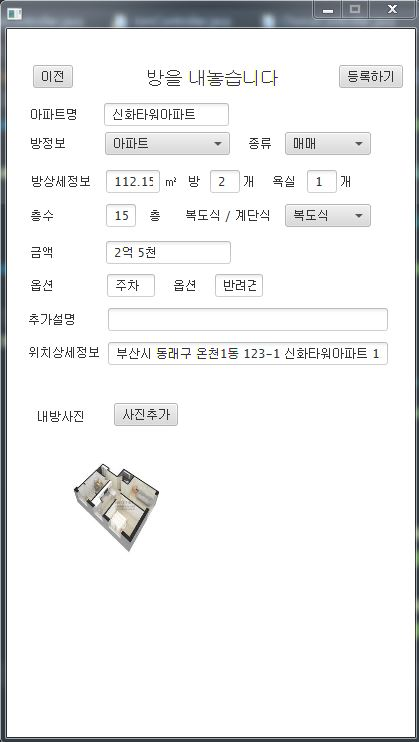 이전 방을 내놓습니다 등록하기
아파트명 신화타워아파트
방정보 아파트 종류 매매
방상세정보 112.15 ㎡ 방 2 개 욕실 1 개
층수 15 층 복도식 / 계단식 복도식
금액 2억 5천
옵션 주차 옵션 반려견
추가설명
위치상세정보 부산시 동래구 온천1동 123-1 신화타워아파트 1
내방사진 사진추가